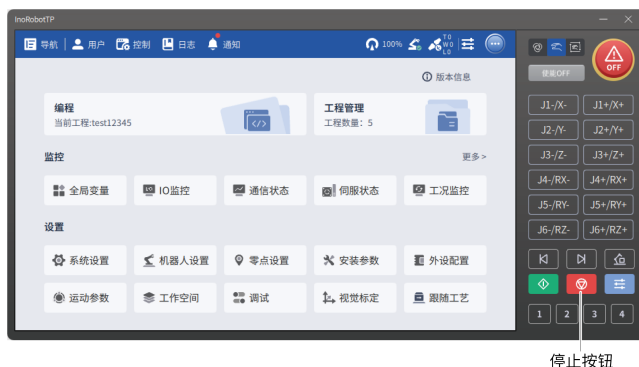 InoRobotTP
导航 用户 控制 日志 通知 100% T0 W0 L0
OFF
使能OFF
版本信息
编程
当前工程:test12345
工程管理
工程数量：5
监控
更多>
全局变量 IO监控 通信状态 伺服状态 工况监控
设置
系统设置 机器人设置 零点设置 安装参数 外设配置
运动参数 工作空间 调试 视觉标定 跟随工艺
J1-/X- J1+/X+
J2-/Y- J2+/Y+
J3-/Z- J3+/Z+
J4-/RX- J4+/RX+
J5-/RY- J5+/RY+
J6-/RZ- J6+/RZ+
1 2 3 4
停止按钮